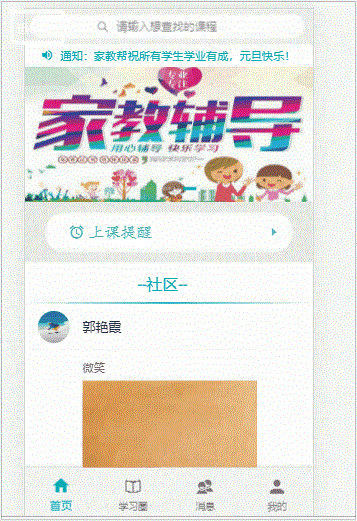 请输入想查找的课程
通知：家教帮祝所有学生学业有成，元旦快乐！
专业
专注
家教辅导
用心辅导 快乐学习
上课提醒
--社区--
郭艳霞
微笑
首页
学习圈
消息
我的